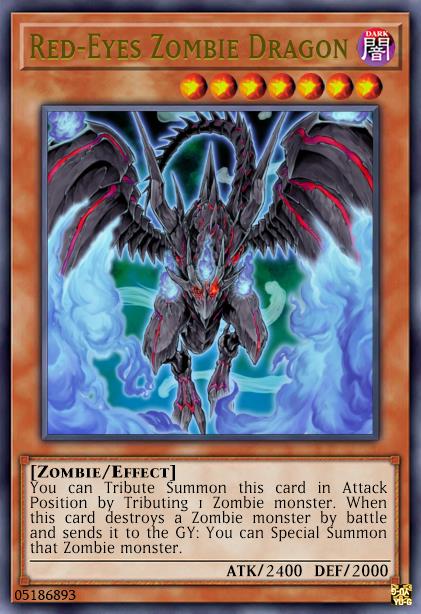 Red-Eyes Zombie Dragon
DARK
闇
[Zombie/Effect]
You can Tribute Summon this card in Attack
Position by Tributing 1 Zombie monster. When
this card destroys a Zombie monster by battle
and sends it to the GY: You can Special Summon
that Zombie monster.
ATK/2400 DEF/2000
05186893